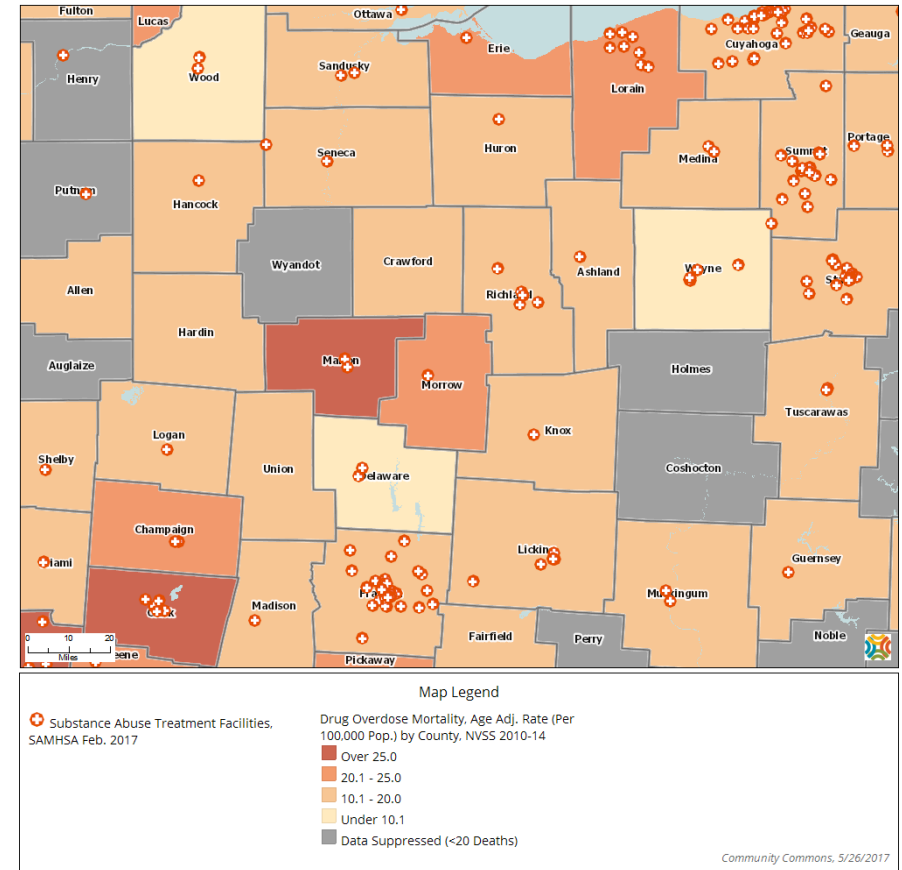 Fulton
Lucas
Ottawa
Erie
Cuyahoga
Geauga
Henry
Wood
Sandusky
Lorain
Seneca
Huron
Medina
Summit
Portage
Putnam
Hancock
Wyandot
Crawford
Richland
Ashland
Wayne
Allen
Hardin
Marion
Morrow
Holmes
Auglaize
Tuscarawas
Logan
Knox
Shelby
Union
Delaware
Coshocton
Champaign
Licking
Guernsey
Miami
Madison
Muskingum
Clark
Fairfield
Perry
Noble
Pickaway
0 10 20
Miles
Map Legend
Substance Abuse Treatment Facilities,
SAMHSA Feb. 2017
Drug Overdose Mortality, Age Adj. Rate (Per
100,000 Pop.) by County, NVSS 2010-14
Over 25.0
20.1 - 25.0
10.1 - 20.0
Under 10.1
Data Suppressed (<20 Deaths)
Community Commons, 5/26/2017